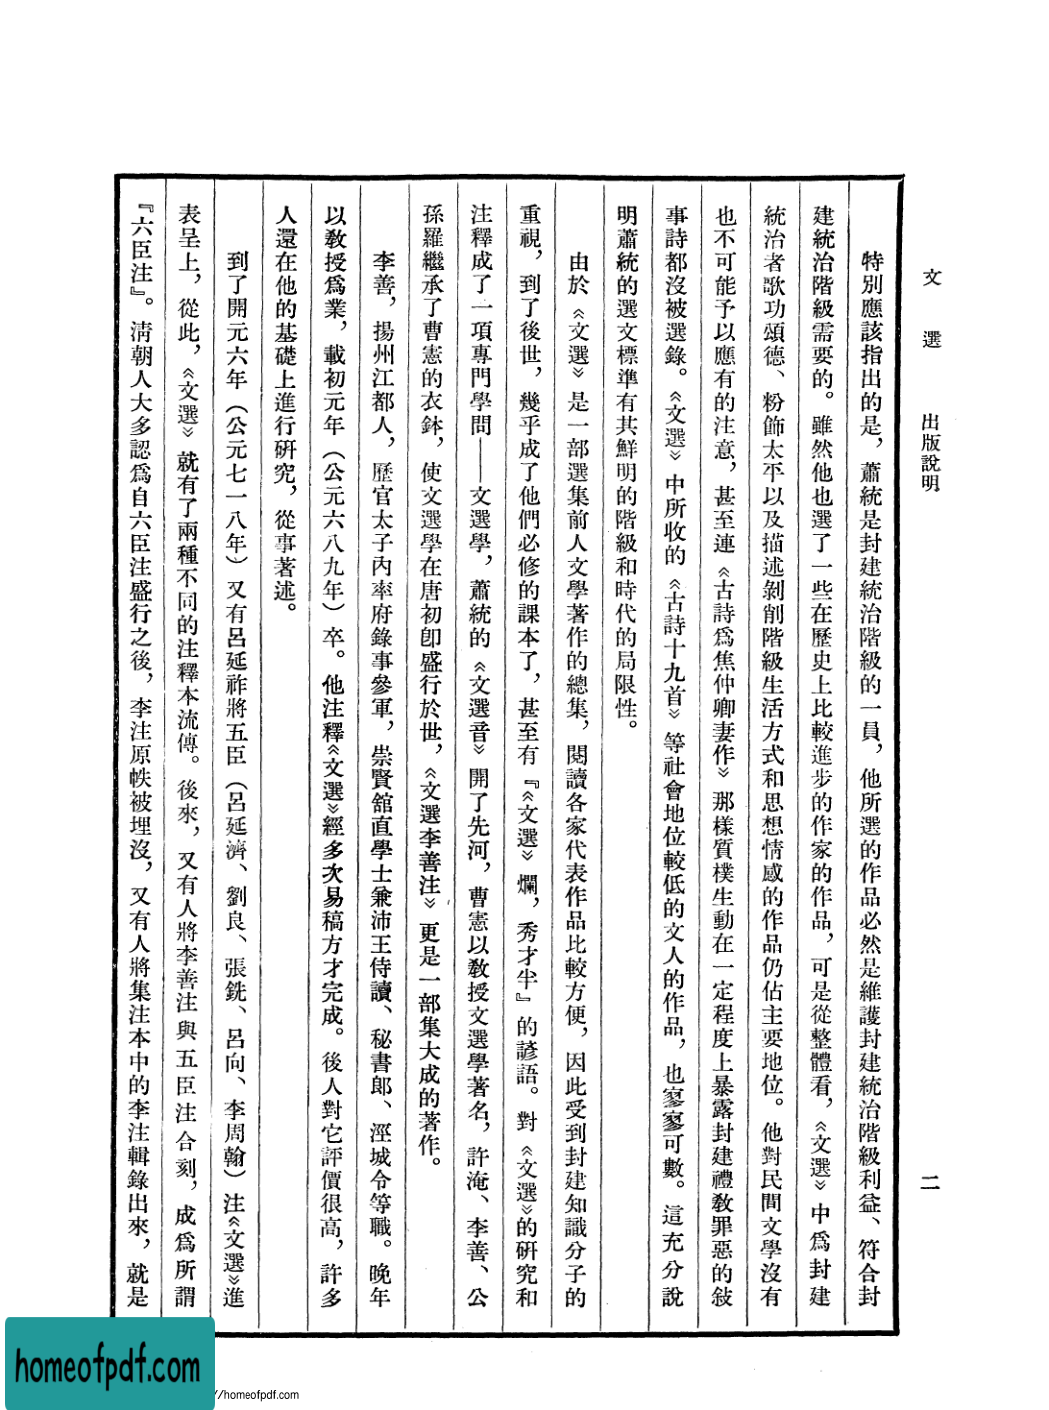 文選　出版說明　二
特別應該指出的是，蕭統是封建統治階級的一員，他所選的作品必然是維護封建統治階級利益、符合封
建統治階級需要的。雖然他也選了一些在歷史上比較進步的作家的作品，可是從整體看，《文選》中爲封建
統治者歌功頌德、粉飾太平以及描述剝削階級生活方式和思想情感的作品仍佔主要地位。他對民間文學沒有
也不可能予以應有的注意，甚至連《古詩爲焦仲卿妻作》那樣質樸生動在一定程度上暴露封建禮教罪惡的敍
事詩都沒被選錄。《文選》中所收的《古詩十九首》等社會地位較低的文人的作品，也寥寥可數。這充分說
明蕭統的選文標準有其鮮明的階級和時代的局限性。
由於《文選》是一部選集前人文學著作的總集，閱讀各家代表作品比較方便，因此受到封建知識分子的
重視，到了後世，幾乎成了他們必修的課本了，甚至有『《文選》爛，秀才半』的諺語。對《文選》的研究和
注釋成了一項專門學問——文選學，蕭統的《文選音》開了先河，曹憲以教授文選學著名，許淹、李善、公
孫羅繼承了曹憲的衣鉢，使文選學在唐初卽盛行於世，《文選李善注》更是一部集大成的著作。
李善，揚州江都人，歷官太子內率府錄事參軍，崇賢舘直學士兼沛王侍讀、秘書郎、涇城令等職。晚年
以教授爲業，載初元年（公元六八九年）卒。他注釋《文選》經多次易稿方才完成。後人對它評價很高，許多
人還在他的基礎上進行研究，從事著述。
到了開元六年（公元七一八年）又有呂延祚將五臣（呂延濟、劉良、張銑、呂向、李周翰）注《文選》進
表呈上，從此，《文選》就有了兩種不同的注釋本流傳。後來，又有人將李善注與五臣注合刻，成爲所謂
『六臣注』。清朝人大多認爲自六臣注盛行之後，李注原帙被埋沒，又有人將集注本中的李注輯錄出來，就是
homeofpdf.com
//homeofpdf.com